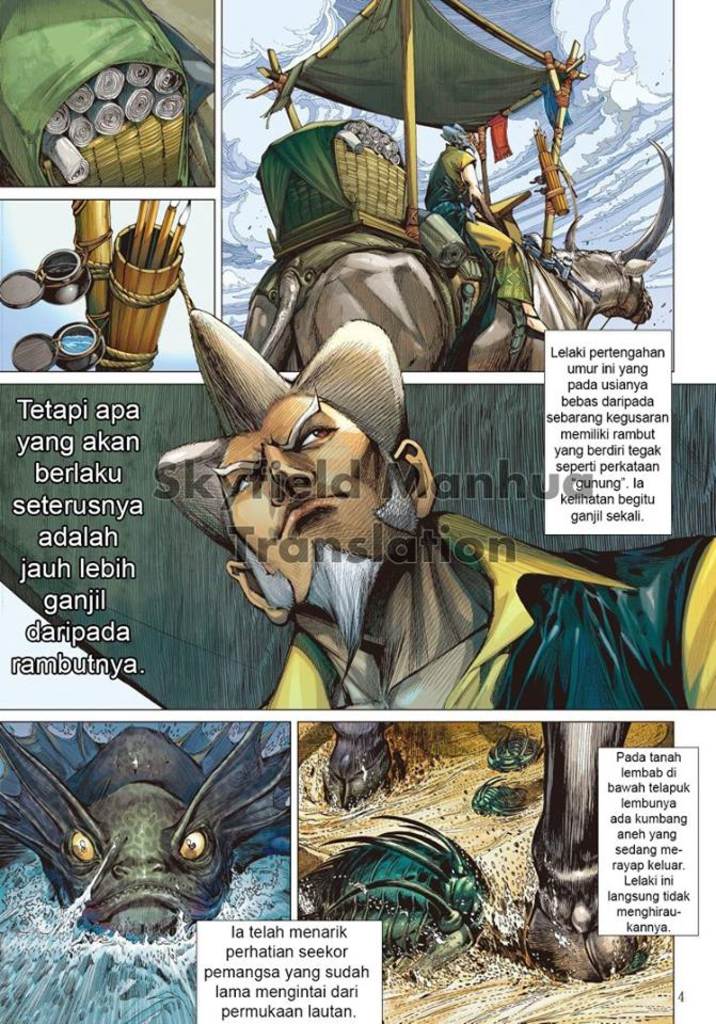 Lelaki pertengahan
umur ini yang
pada usianya
bebas daripada
sebarang kegusaran
memiliki rambut
yang berdiri tegak
seperti perkataan
"gunung". Ia
kelihatan begitu
ganjil sekali.
Tetapi apa
yang akan
berlaku
seterusnya
adalah
jauh lebih
ganjil
daripada
rambutnya.
Skyfield Manhua
Translation
Pada tanah
lembab di
bawah telapuk
lembunya
ada kumbang
aneh yang
sedang me-
rayap keluar.
Lelaki ini
langsung tidak
menghirau-
kannya.
Ia telah menarik
perhatian seekor
pemangsa yang sudah
lama mengintai dari
permukaan lautan.
4